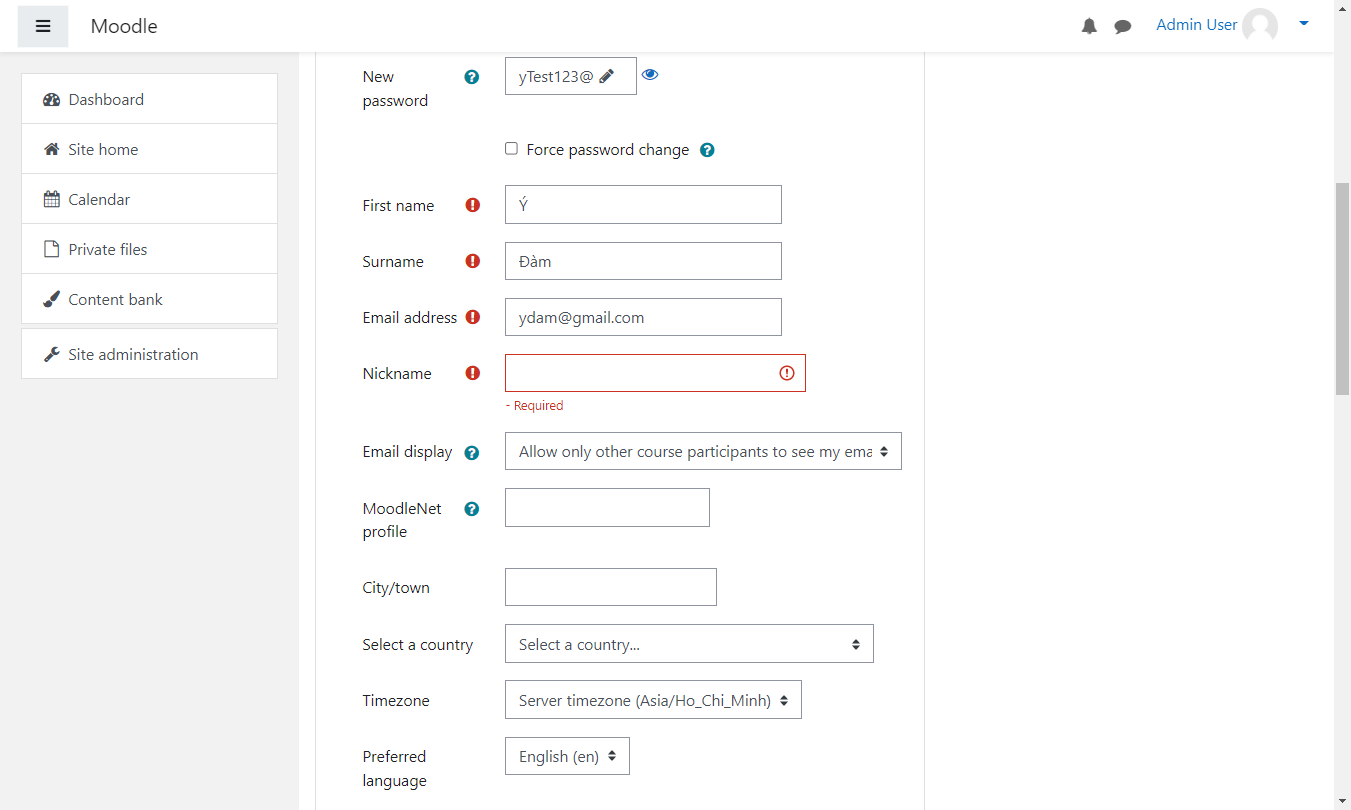 Moodle
Admin User
Dashboard
Site home
Calendar
Private files
Content bank
Site administration
New
password
yTest123@
Force password change
First name
Ý
Surname
Đàm
Email address
ydam@gmail.com
Nickname
- Required
Email display
Allow only other course participants to see my ema
MoodleNet
profile
City/town
Select a country
Select a country...
Timezone
Server timezone (Asia/Ho_Chi_Minh)
Preferred
language
English (en)